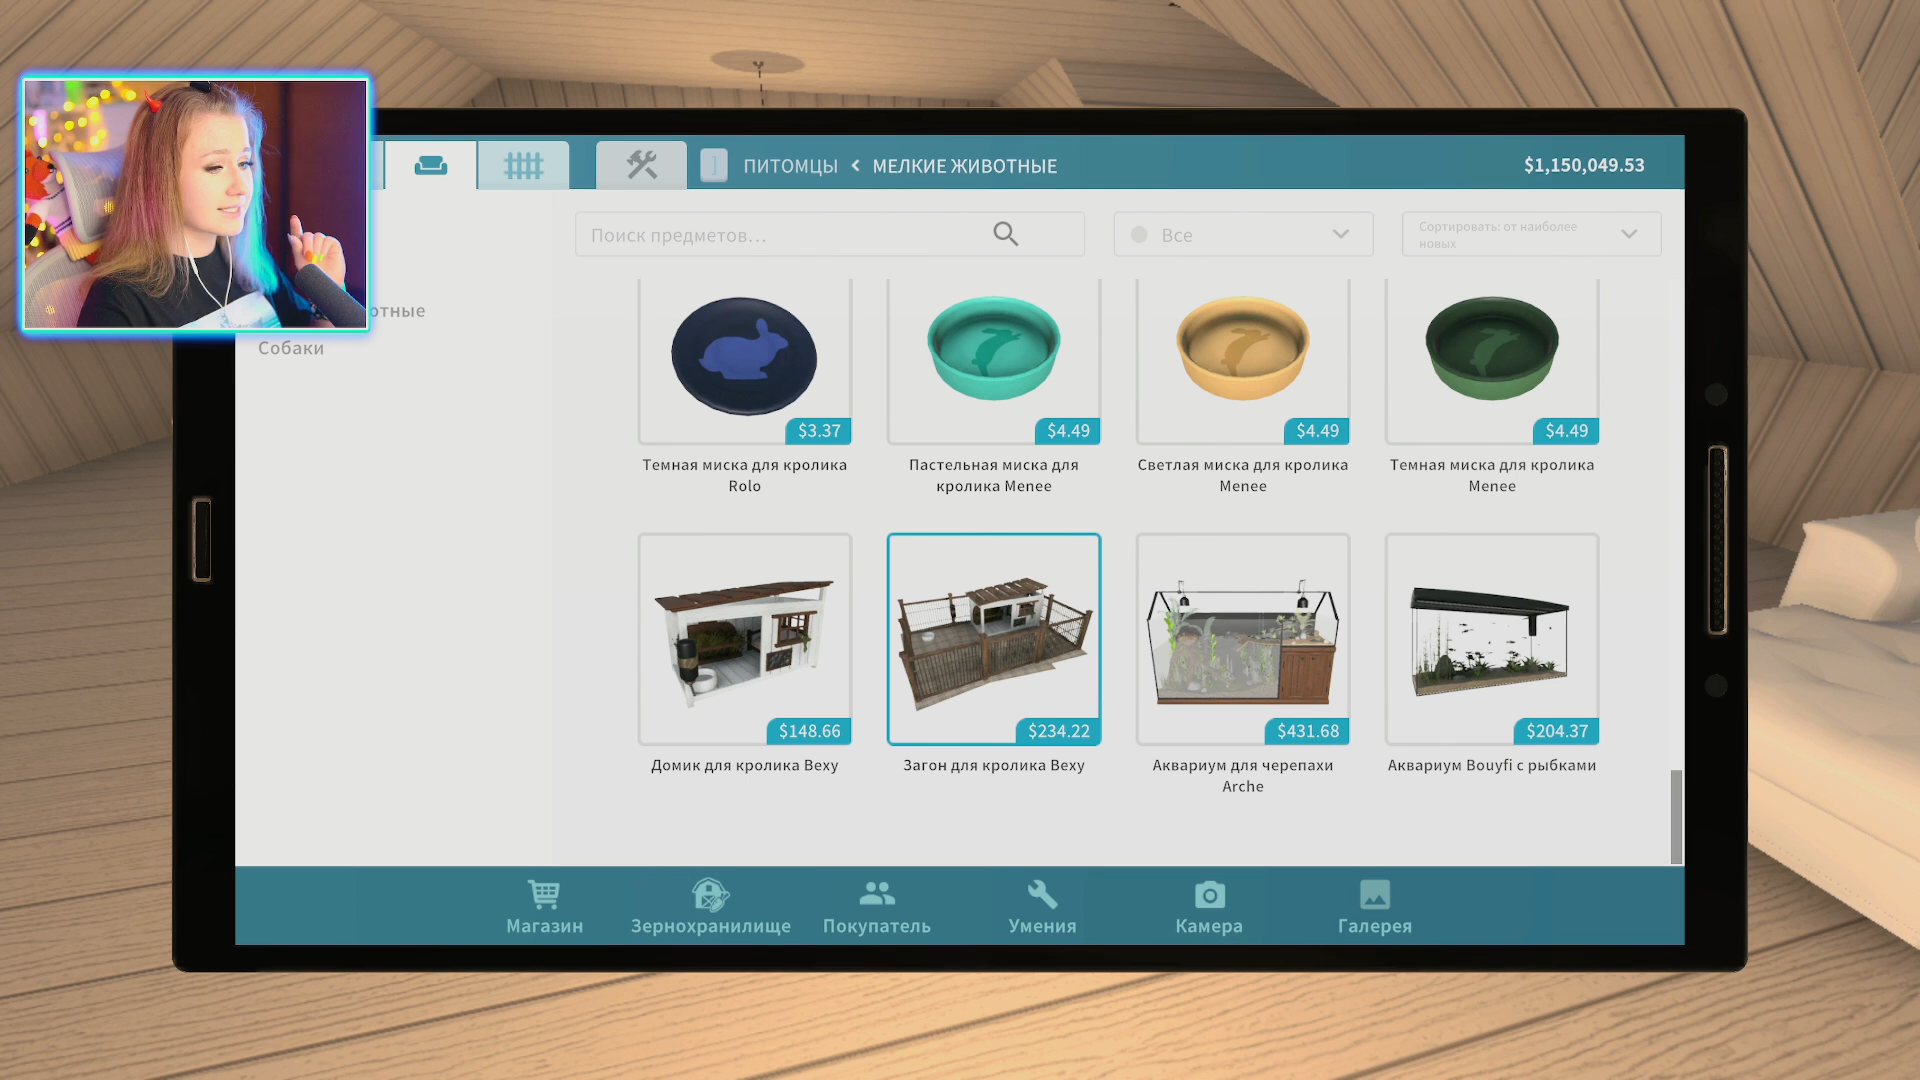 ПИТОМЦЫ < МЕЛКИЕ ЖИВОТНЫЕ
$1,150,049.53
Поиск предметов...
Все
Сортировать: от наиболее
новых
отные
Собаки
$3.37
$4.49
$4.49
$4.49
Темная миска для кролика
Rolo
Пастельная миска для
кролика Menee
Светлая миска для кролика
Menee
Темная миска для кролика
Menee
$148.66
$234.22
$431.68
$204.37
Домик для кролика Bexy
Загон для кролика Bexy
Аквариум для черепахи
Arche
Аквариум Bouyfi с рыбками
Магазин
Зернохранилище
Покупатель
Умения
Камера
Галерея